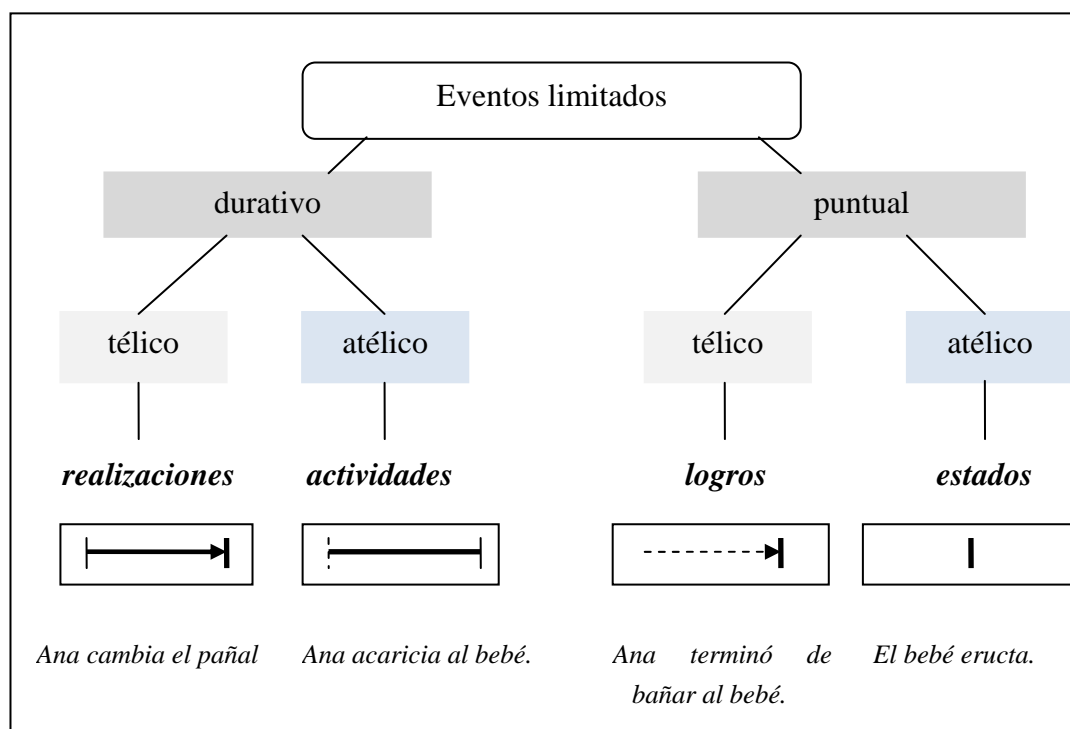 Eventos limitados
durativo
puntual
télico
atélico
télico
atélico
realizaciones
actividades
logros
estados
Ana cambia el pañal
Ana acaricia al bebé.
Ana terminó de
bañar al bebé.
El bebé eructa.